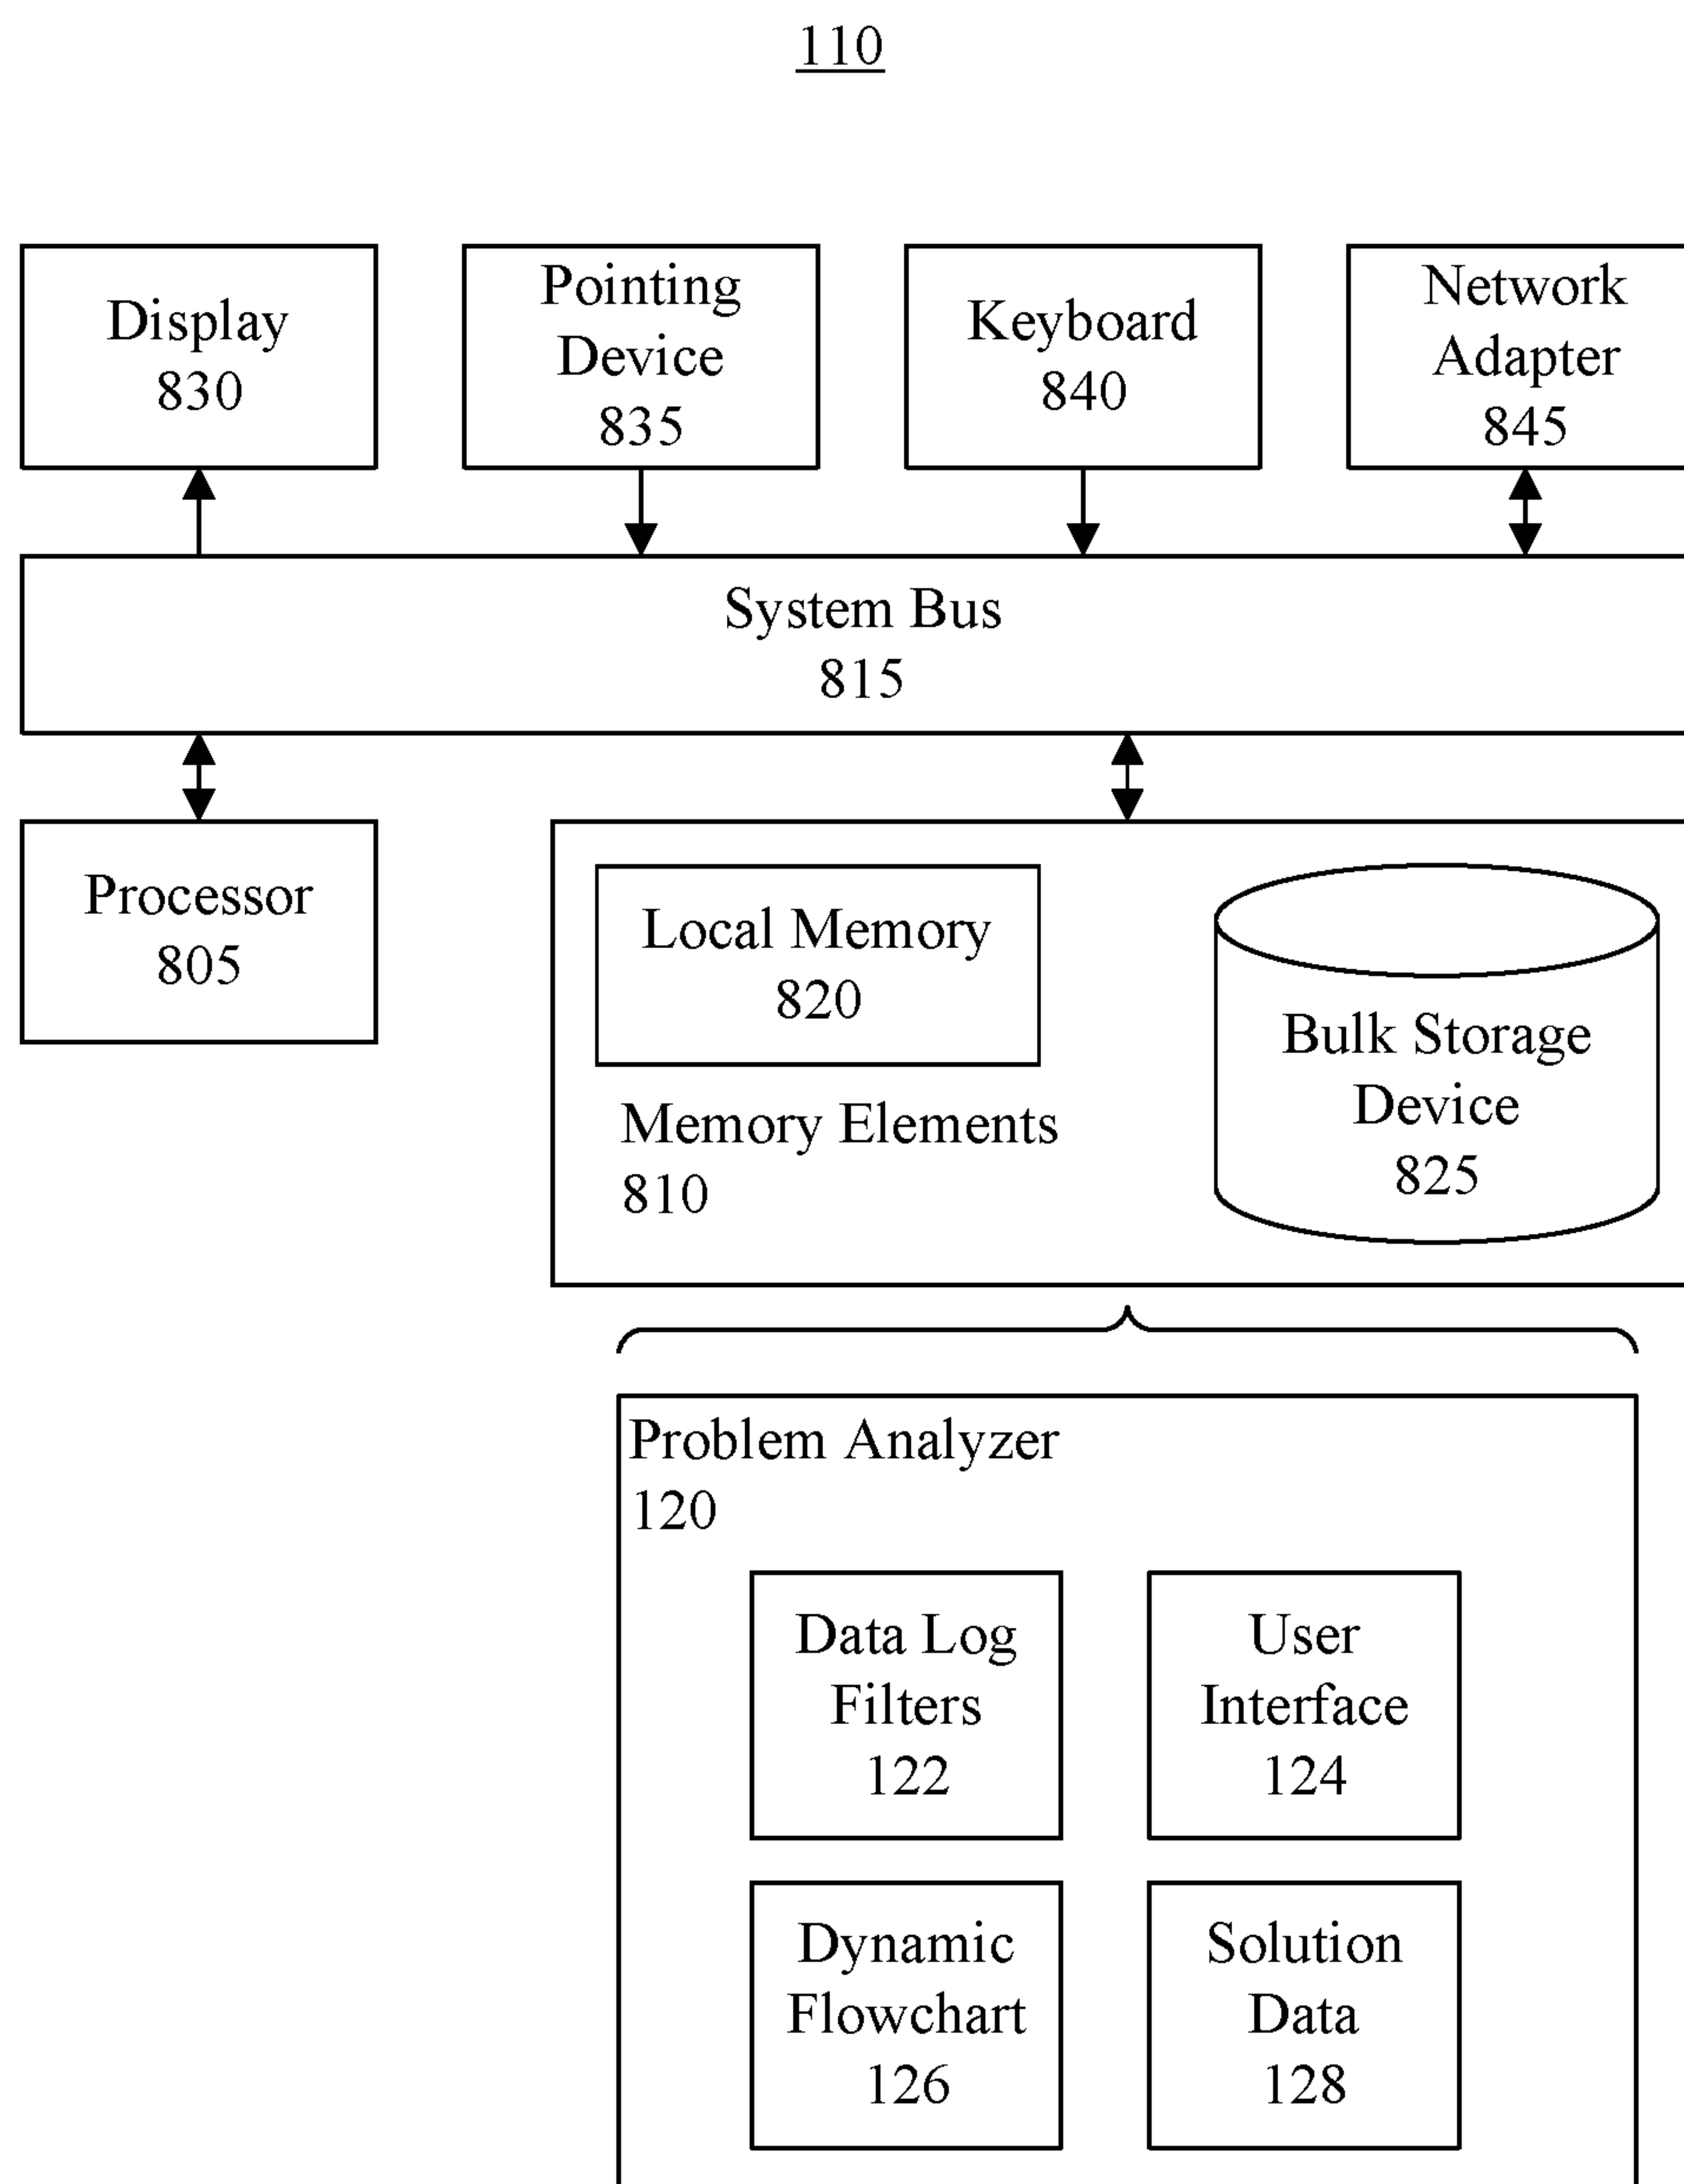 110
Display
830
Pointing
Device
835
Keyboard
840
Network
Adapter
845
System Bus
815
Processor
805
Local Memory
820
Memory Elements
810
Bulk Storage
Device
825
Problem Analyzer
120
Data Log
Filters
122
User
Interface
124
Dynamic
Flowchart
126
Solution
Data
128